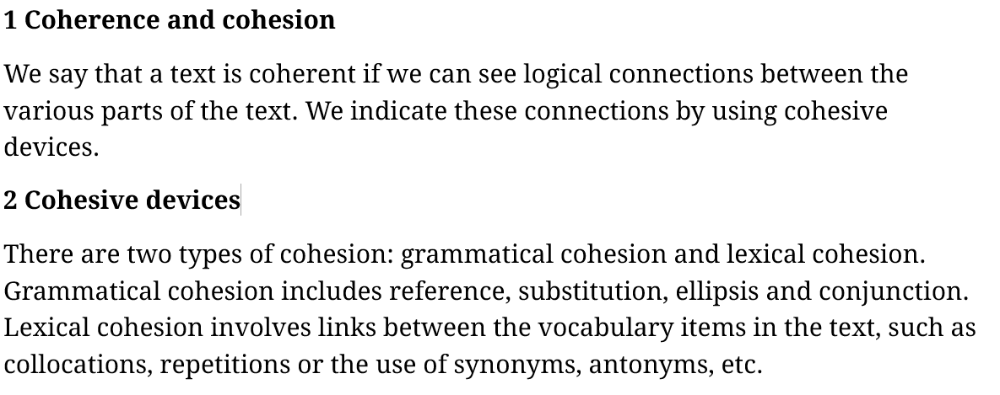 1 Coherence and cohesion
We say that a text is coherent if we can see logical connections between the
various parts of the text. We indicate these connections by using cohesive
devices.
2 Cohesive devices
There are two types of cohesion: grammatical cohesion and lexical cohesion.
Grammatical cohesion includes reference, substitution, ellipsis and conjunction.
Lexical cohesion involves links between the vocabulary items in the text, such as
collocations, repetitions or the use of synonyms, antonyms, etc.